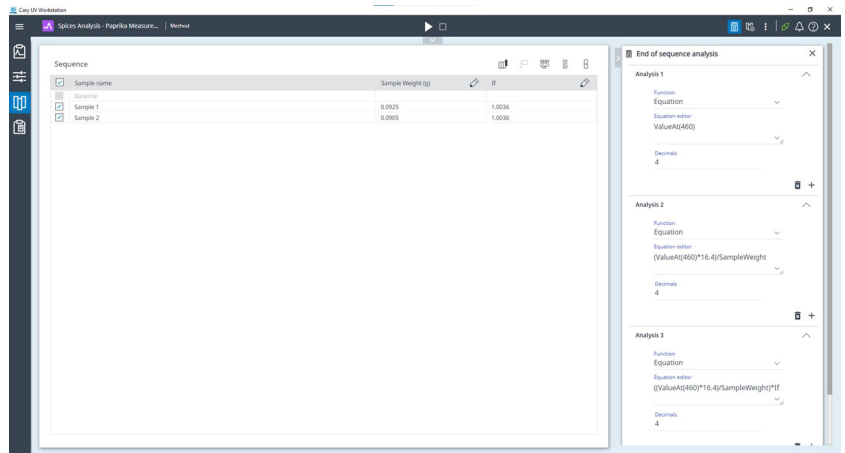 Cary UV Workstation
Spices Analysis - Paprika Measure... | Method
Sequence
Sample name Sample Weight (g) If
Baseline
Sample 1 0.0925 1.0036
Sample 2 0.0905 1.0036
End of sequence analysis
Analysis 1
Function
Equation
Equation editor
ValueAt(460)
Decimals
4
Analysis 2
Function
Equation
Equation editor
(ValueAt(460)*16.4)/SampleWeight
Decimals
4
Analysis 3
Function
Equation
Equation editor
((ValueAt(460)*16.4)/SampleWeight)*If
Decimals
4